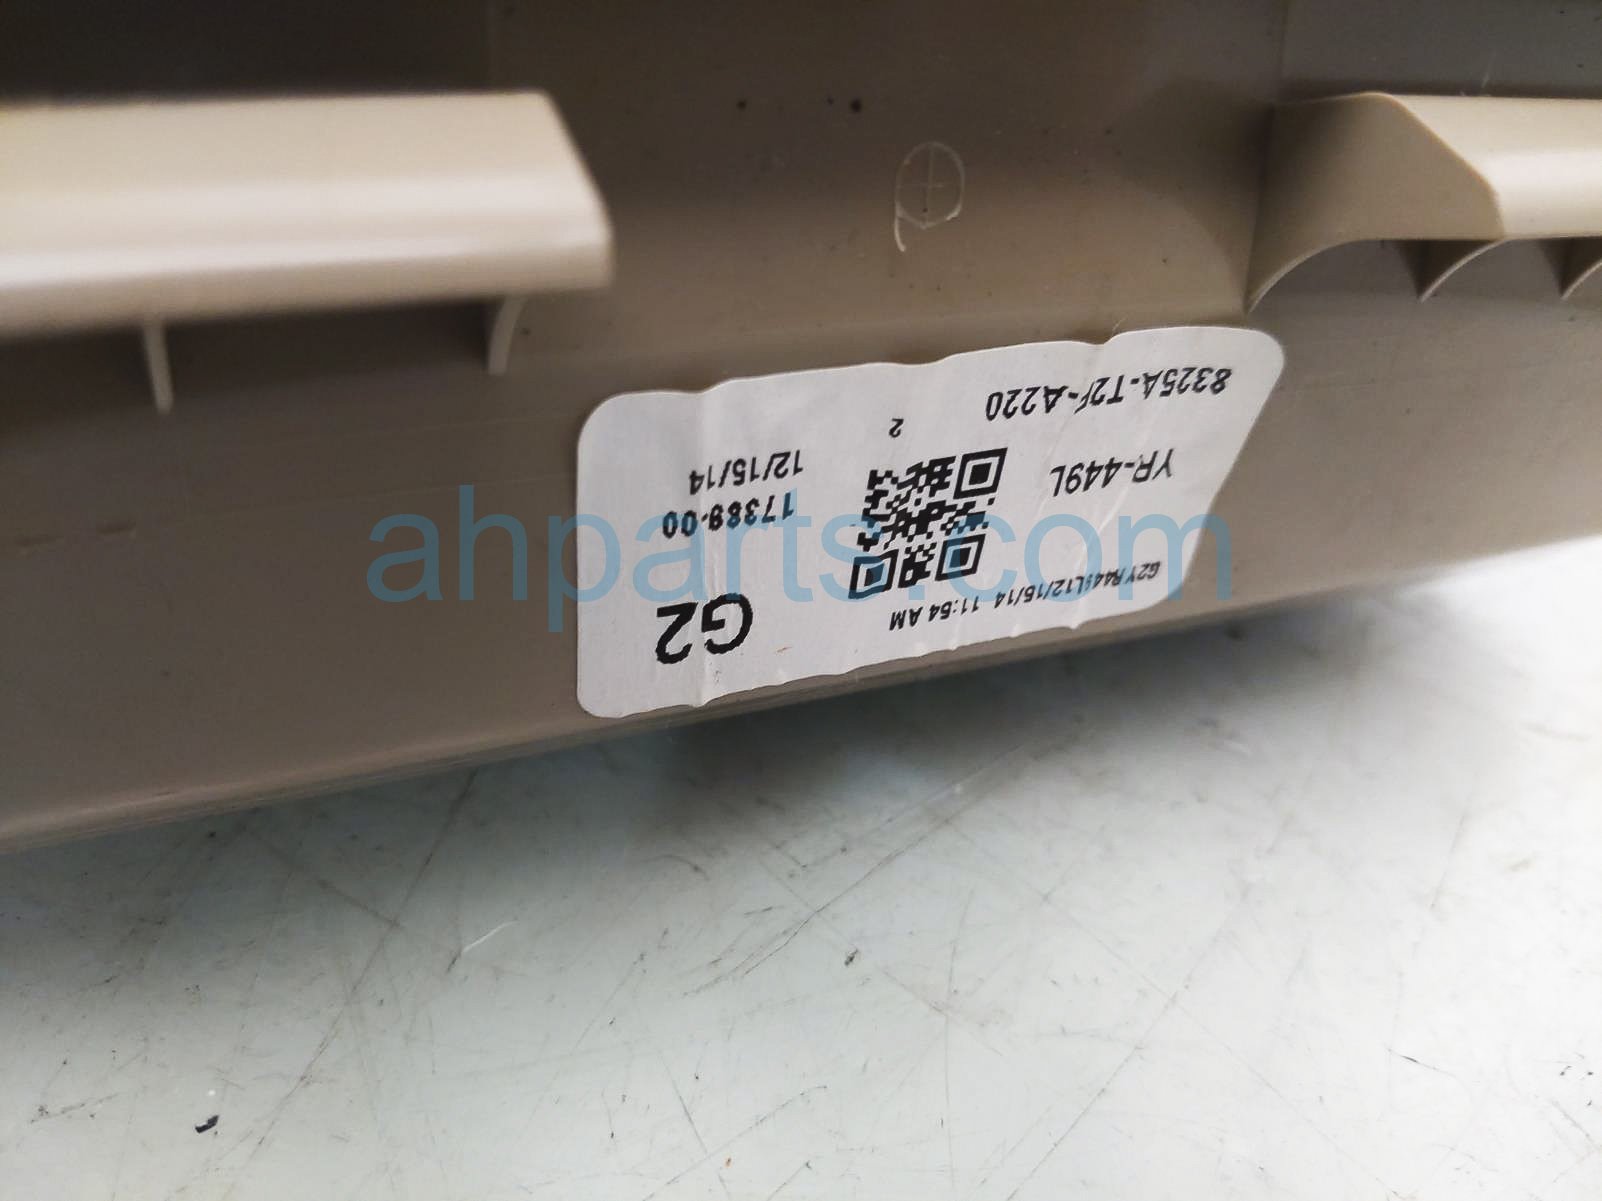 G2YR449L12/15/14 11:54 AM
G2
YR-449L
17389-00
12/15/14
2
8325A-T2F-A220
ahparts.com